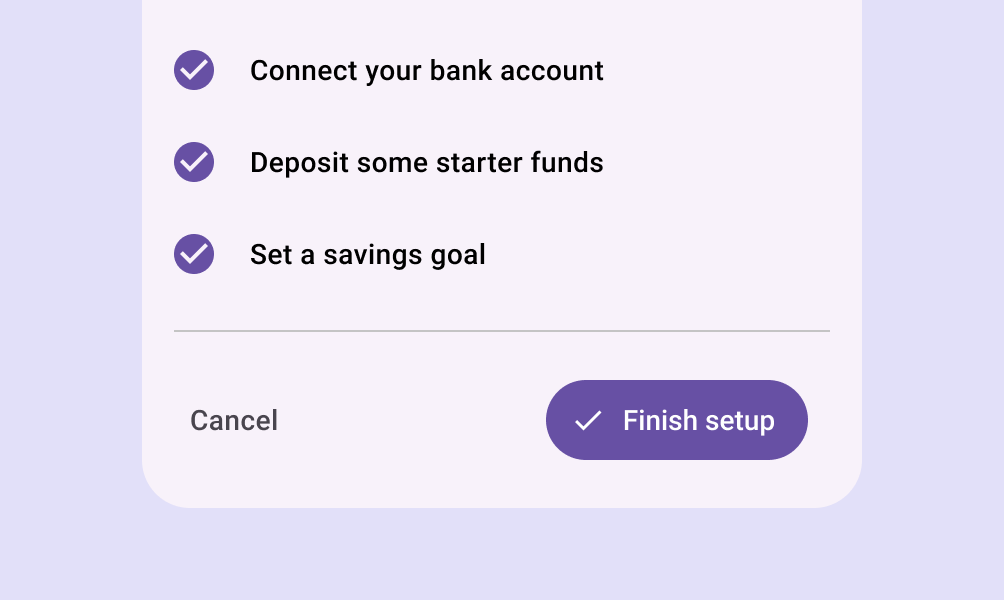 Connect your bank account
Deposit some starter funds
Set a savings goal
Cancel
Finish setup